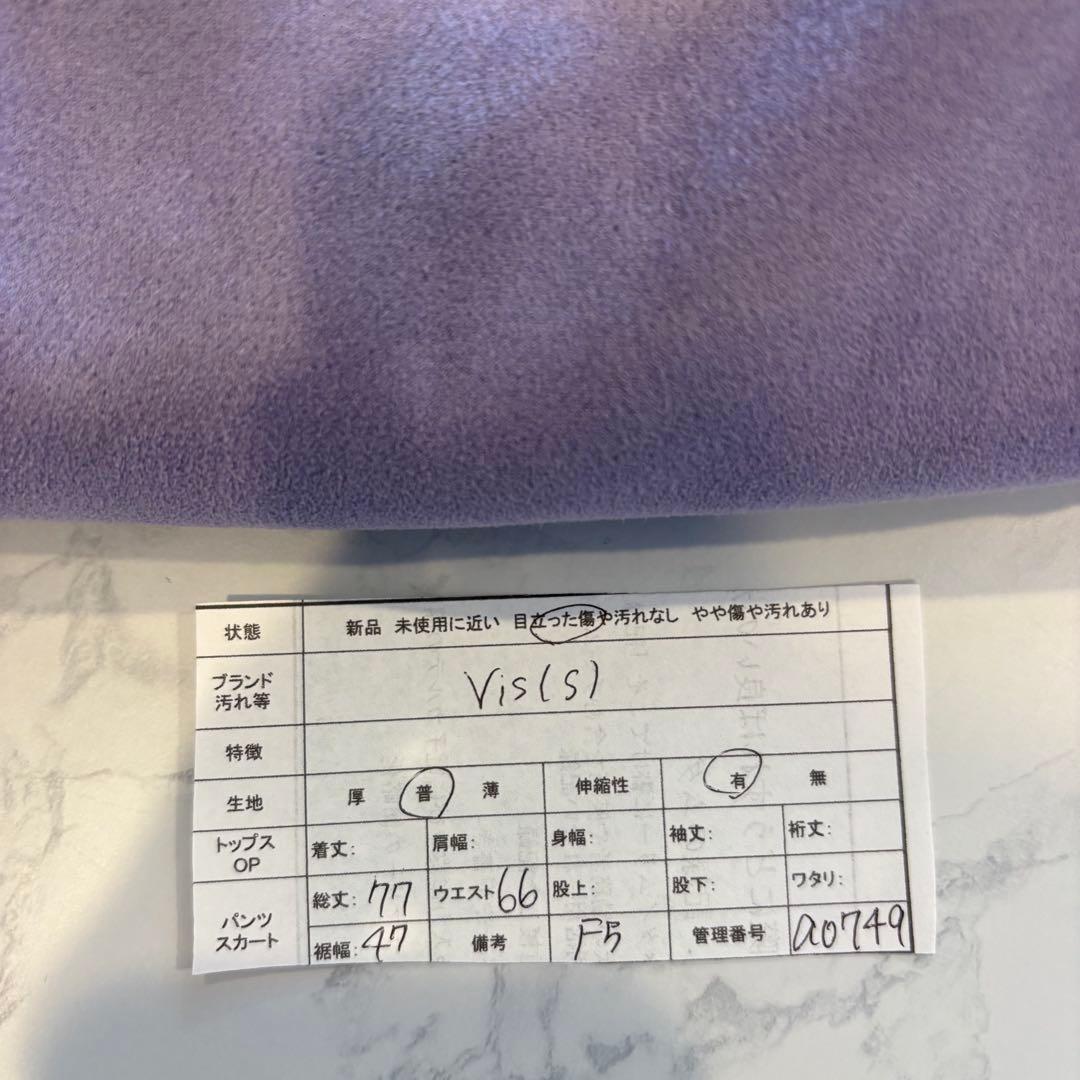 状態 新品 未使用に近い 目立った傷や汚れなし やや傷や汚れあり
ブランド 汚れ等 Vis(S)
特徴
生地 厚 普 薄 伸縮性 有 無
トップス OP 着丈: 肩幅: 身幅: 袖丈: 裄丈:
パンツ スカート 総丈: 77 ウエスト 66 股上: 股下: ワタリ:
裾幅: 47 備考 F5 管理番号 a0749